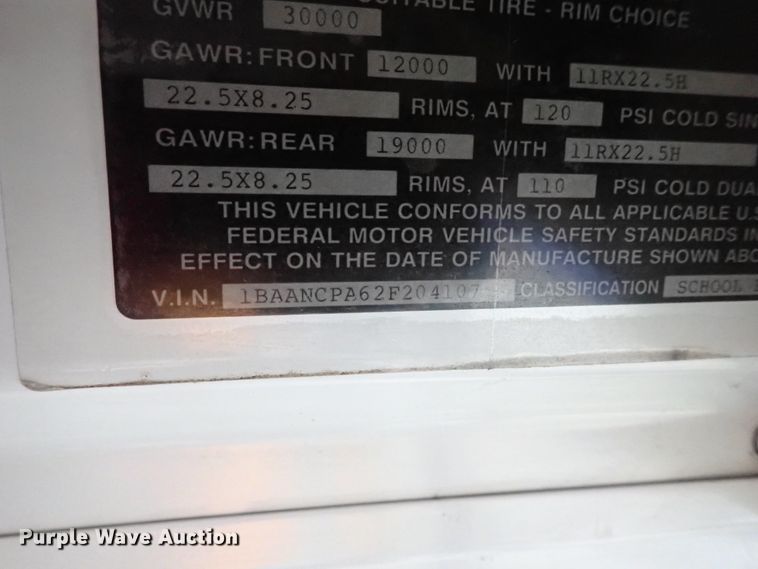 SUITABLE TIRE - RIM CHOICE
GVWR 30000
GAWR: FRONT 12000 WITH 11RX22.5H
22.5X8.25 RIMS, AT 120 PSI COLD SIN
GAWR: REAR 19000 WITH 11RX22.5H
22.5X8.25 RIMS, AT 110 PSI COLD DUA
THIS VEHICLE CONFORMS TO ALL APPLICABLE U.S
FEDERAL MOTOR VEHICLE SAFETY STANDARDS IN
EFFECT ON THE DATE OF MANUFACTURE SHOWN ABO
V.I.N. 1BAANCPA62F204107 CLASSIFICATION SCHOOL
Purple Wave Auction